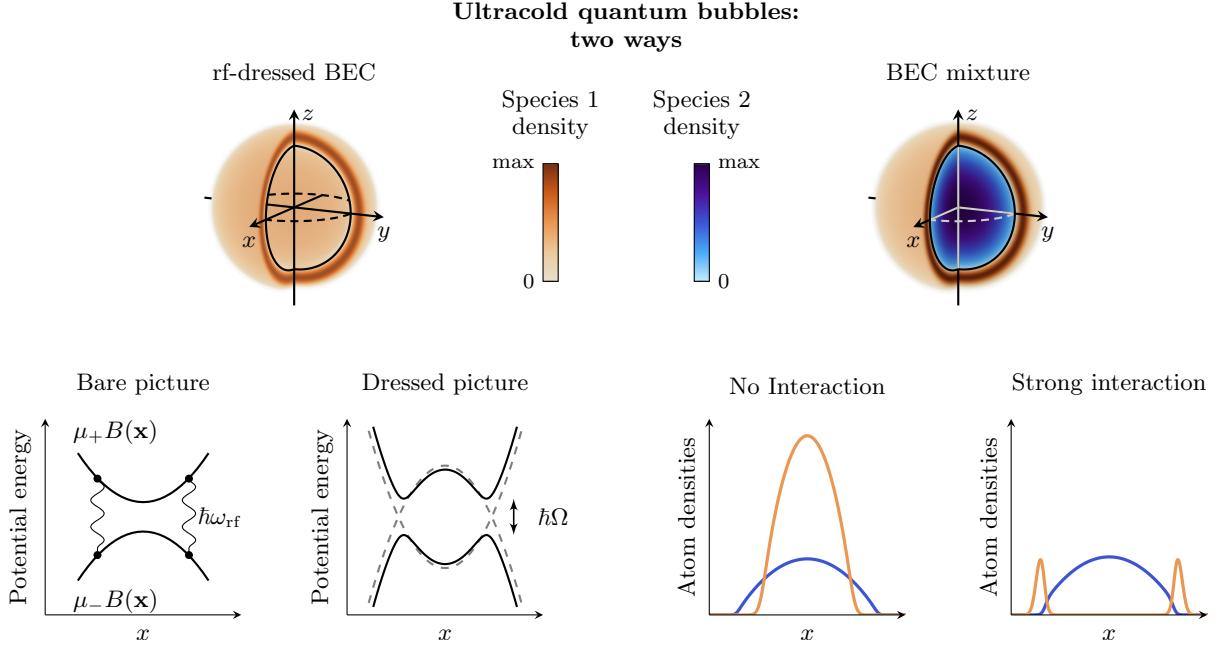 Ultracold quantum bubbles:
two ways
rf-dressed BEC
BEC mixture
Species 1
density
max
0
Species 2
density
max
0
z
x
y
z
x
y
Bare picture
Potential energy
μ₊B(𝐱)
ℏω_rf
μ₋B(𝐱)
x
Dressed picture
Potential energy
ℏΩ
x
No Interaction
Atom densities
x
Strong interaction
Atom densities
x